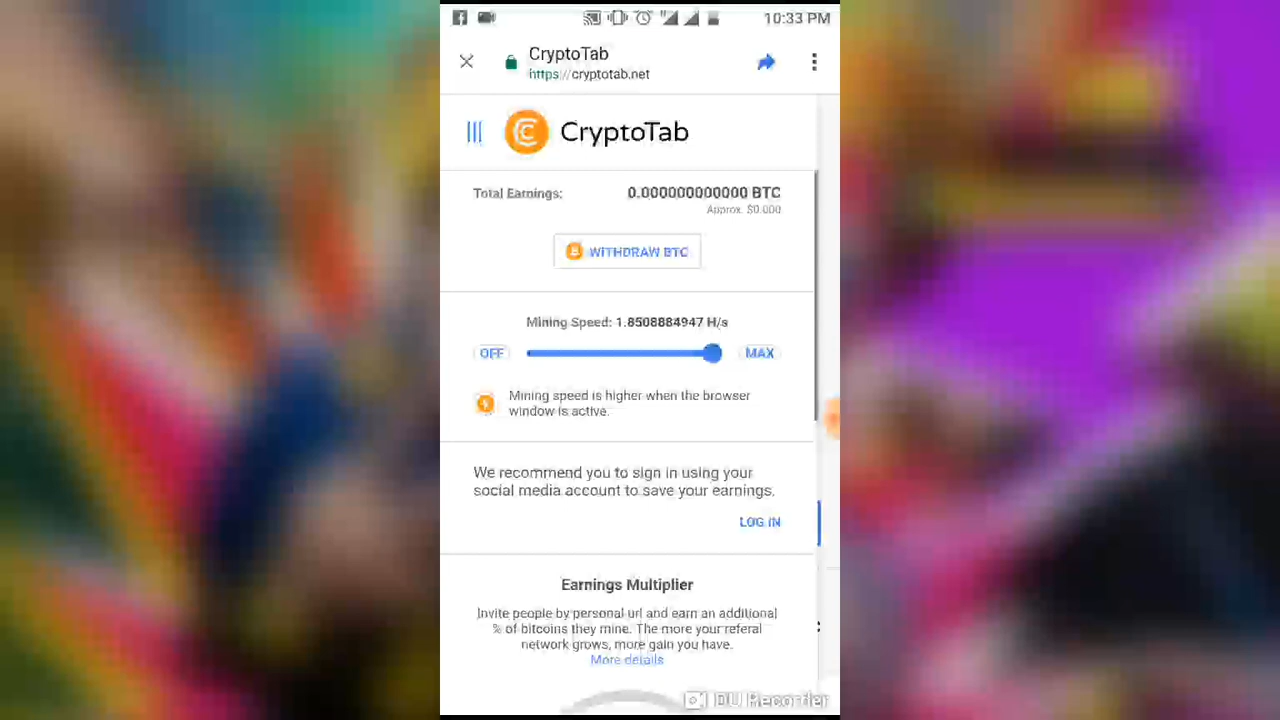 10:33 PM
CryptoTab
https://cryptotab.net
CryptoTab
Total Earnings: 0.000000000000 BTC
Approx. $0.000
WITHDRAW BTC
Mining Speed: 1.8508884947 H/s
OFF MAX
Mining speed is higher when the browser
window is active.
We recommend you to sign in using your
social media account to save your earnings.
LOG IN
Earnings Multiplier
Invite people by personal url and earn an additional
% of bitcoins they mine. The more your referal
network grows, more gain you have.
More details
DU Recorder